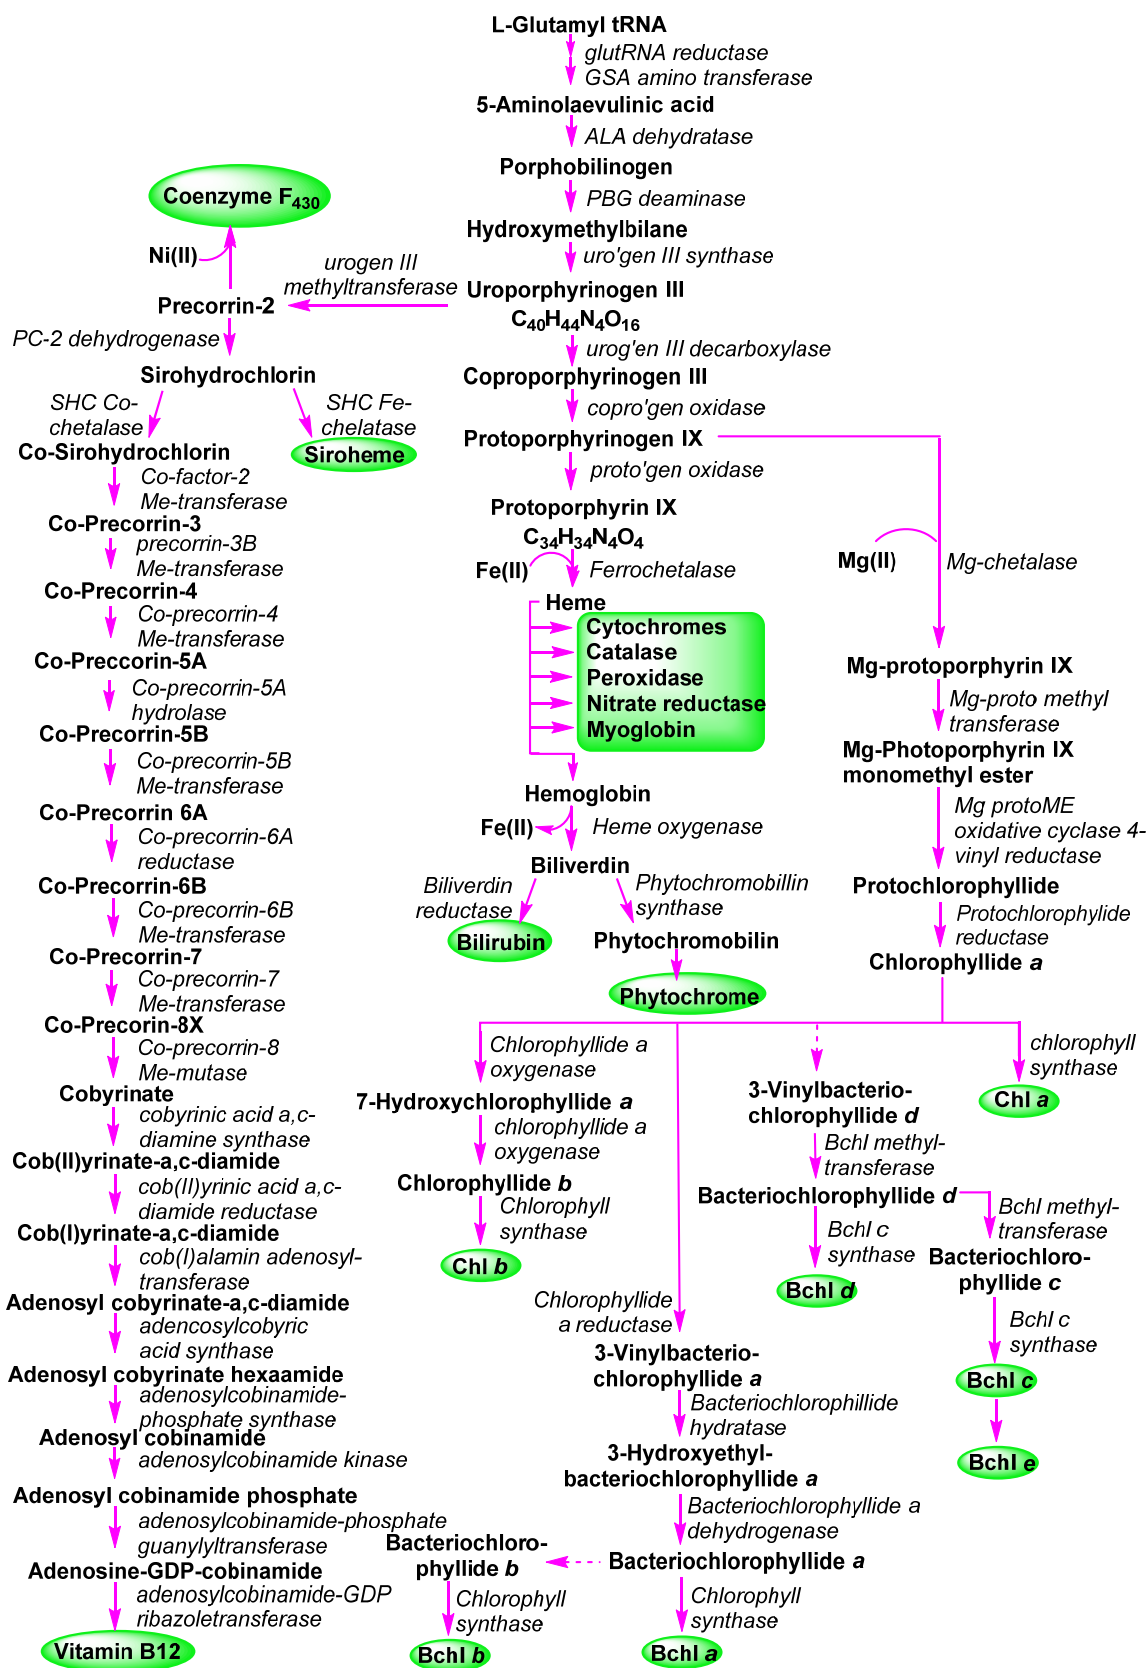 L-Glutamyl tRNA
glutRNA reductase
GSA amino transferase
5-Aminolaevulinic acid
ALA dehydratase
Porphobilinogen
PBG deaminase
Hydroxymethylbilane
uro'gen III synthase
Uroporphyrinogen III
C40H44N4O16
urog'en III decarboxylase
Coproporphyrinogen III
copro'gen oxidase
Protoporphyrinogen IX
proto'gen oxidase
Protoporphyrin IX
C34H34N4O4
Fe(II)
Ferrochetalase
Heme
Cytochromes
Catalase
Peroxidase
Nitrate reductase
Myoglobin
Hemoglobin
Fe(II)
Heme oxygenase
Biliverdin
Biliverdin
reductase
Phytochromobillin
synthase
Bilirubin
Phytochromobilin
Phytochrome
Coenzyme F430
Ni(II)
urogen III
methyltransferase
Precorrin-2
PC-2 dehydrogenase
Sirohydrochlorin
SHC Co-
chetalase
SHC Fe-
chelatase
Co-Sirohydrochlorin
Siroheme
Co-factor-2
Me-transferase
Co-Precorrin-3
precorrin-3B
Me-transferase
Co-Precorrin-4
Co-precorrin-4
Me-transferase
Co-Preccorin-5A
Co-precorrin-5A
hydrolase
Co-Precorrin-5B
Co-precorrin-5B
Me-transferase
Co-Precorrin 6A
Co-precorrin-6A
reductase
Co-Precorrin-6B
Co-precorrin-6B
Me-transferase
Co-Precorrin-7
Co-precorrin-7
Me-transferase
Co-Precorin-8X
Co-precorrin-8
Me-mutase
Cobyrinate
cobyrinic acid a,c-
diamine synthase
Cob(II)yrinate-a,c-diamide
cob(II)yrinic acid a,c-
diamide reductase
Cob(I)yrinate-a,c-diamide
cob(I)alamin adenosyl-
transferase
Adenosyl cobyrinate-a,c-diamide
adencosylcobyric
acid synthase
Adenosyl cobyrinate hexaamide
adenosylcobinamide-
phosphate synthase
Adenosyl cobinamide
adenosylcobinamide kinase
Adenosyl cobinamide phosphate
adenosylcobinamide-phosphate
guanylyltransferase
Adenosine-GDP-cobinamide
adenosylcobinamide-GDP
ribazoletransferase
Vitamin B12
Mg(II)
Mg-chetalase
Mg-protoporphyrin IX
Mg-proto methyl
transferase
Mg-Photoporphyrin IX
monomethyl ester
Mg protoME
oxidative cyclase 4-
vinyl reductase
Protochlorophyllide
Protochlorophylide
reductase
Chlorophyllide a
Chlorophyllide a
oxygenase
7-Hydroxychlorophyllide a
chlorophyllide a
oxygenase
Chlorophyllide b
Chlorophyll
synthase
Chl b
3-Vinylbacterio-
chlorophyllide d
Bchl methyl-
transferase
Bacteriochlorophyllide d
Bchl c
synthase
Bchl d
chlorophyll
synthase
Chl a
Bchl methyl-
transferase
Bacterichloro-
phyllide c
Bchl c
synthase
Bchl c
Bchl e
Chlorophyllide
a reductase
3-Vinylbacterio-
chlorophyllide a
Bacteriochlorophillide
hydratase
3-Hydroxyethyl-
bacteriochlorophyllide a
Bacteriochlorophyllide a
dehydrogenase
Bacteriochlorophyllide a
Bacteriochloro-
phyllide b
Chlorophyll
synthase
Bchl b
Chlorophyll
synthase
Bchl a